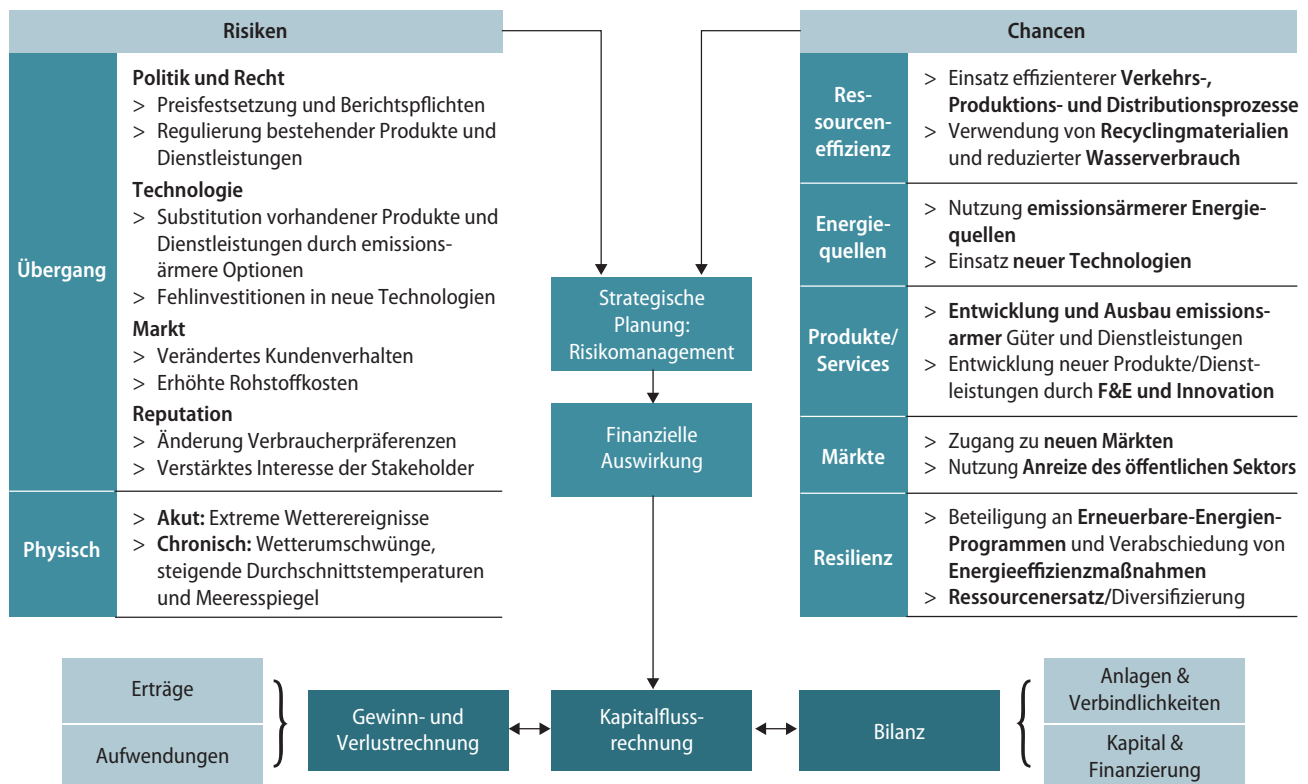 Risiken
Übergang
Politik und Recht
> Preisfestsetzung und Berichtspflichten
> Regulierung bestehender Produkte und
Dienstleistungen
Technologie
> Substitution vorhandener Produkte und
Dienstleistungen durch emissions-
ärmere Optionen
> Fehlinvestitionen in neue Technologien
Markt
> Verändertes Kundenverhalten
> Erhöhte Rohstoffkosten
Reputation
> Änderung Verbraucherpräferenzen
> Verstärktes Interesse der Stakeholder
Physisch
> Akut: Extreme Wetterereignisse
> Chronisch: Wetterumschwünge,
steigende Durchschnittstemperaturen
und Meeresspiegel
Strategische
Planung:
Risikomanagement
Finanzielle
Auswirkung
Chancen
Res-
sourcen-
effizienz
> Einsatz effizienterer Verkehrs-,
Produktions- und Distributionsprozesse
> Verwendung von Recyclingmaterialien
und reduzierter Wasserverbrauch
Energie-
quellen
> Nutzung emissionsärmerer Energie-
quellen
> Einsatz neuer Technologien
Produkte/
Services
> Entwicklung und Ausbau emissions-
armer Güter und Dienstleistungen
> Entwicklung neuer Produkte/Dienst-
leistungen durch F&E und Innovation
Märkte
> Zugang zu neuen Märkten
> Nutzung Anreize des öffentlichen Sektors
Resilienz
> Beteiligung an Erneuerbare-Energien-
Programmen und Verabschiedung von
Energieeffizienzmaßnahmen
> Ressourcenersatz/Diversifizierung
Erträge
Aufwendungen
Gewinn- und
Verlustrechnung
Kapitalfluss-
rechnung
Bilanz
Anlagen &
Verbindlichkeiten
Kapital &
Finanzierung